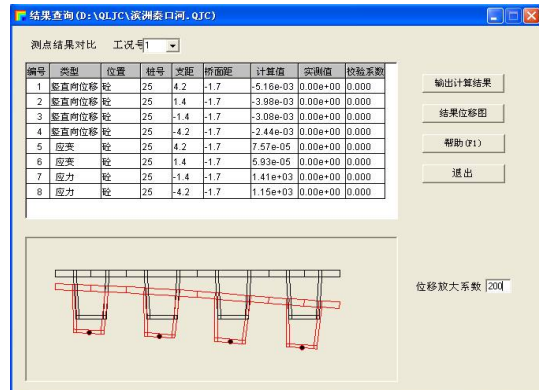 结果查询(D:\QLJC\滨洲秦口河.QJC)
测点结果对比 工况号 1
编号 类型 位置 桩号 支距 桥面距 计算值 实测值 校验系数
1 竖直向位移 砼 25 4.2 -1.7 -5.16e-03 0.00e+00 0.000
2 竖直向位移 砼 25 1.4 -1.7 -3.98e-03 0.00e+00 0.000
3 竖直向位移 砼 25 -1.4 -1.7 -3.08e-03 0.00e+00 0.000
4 竖直向位移 砼 25 -4.2 -1.7 -2.44e-03 0.00e+00 0.000
5 应变 砼 25 4.2 -1.7 7.57e-05 0.00e+00 0.000
6 应变 砼 25 1.4 -1.7 5.93e-05 0.00e+00 0.000
7 应力 砼 25 -1.4 -1.7 1.41e+03 0.00e+00 0.000
8 应力 砼 25 -4.2 -1.7 1.15e+03 0.00e+00 0.000
输出计算结果
结果位移图
帮助(F1)
退出
位移放大系数 200